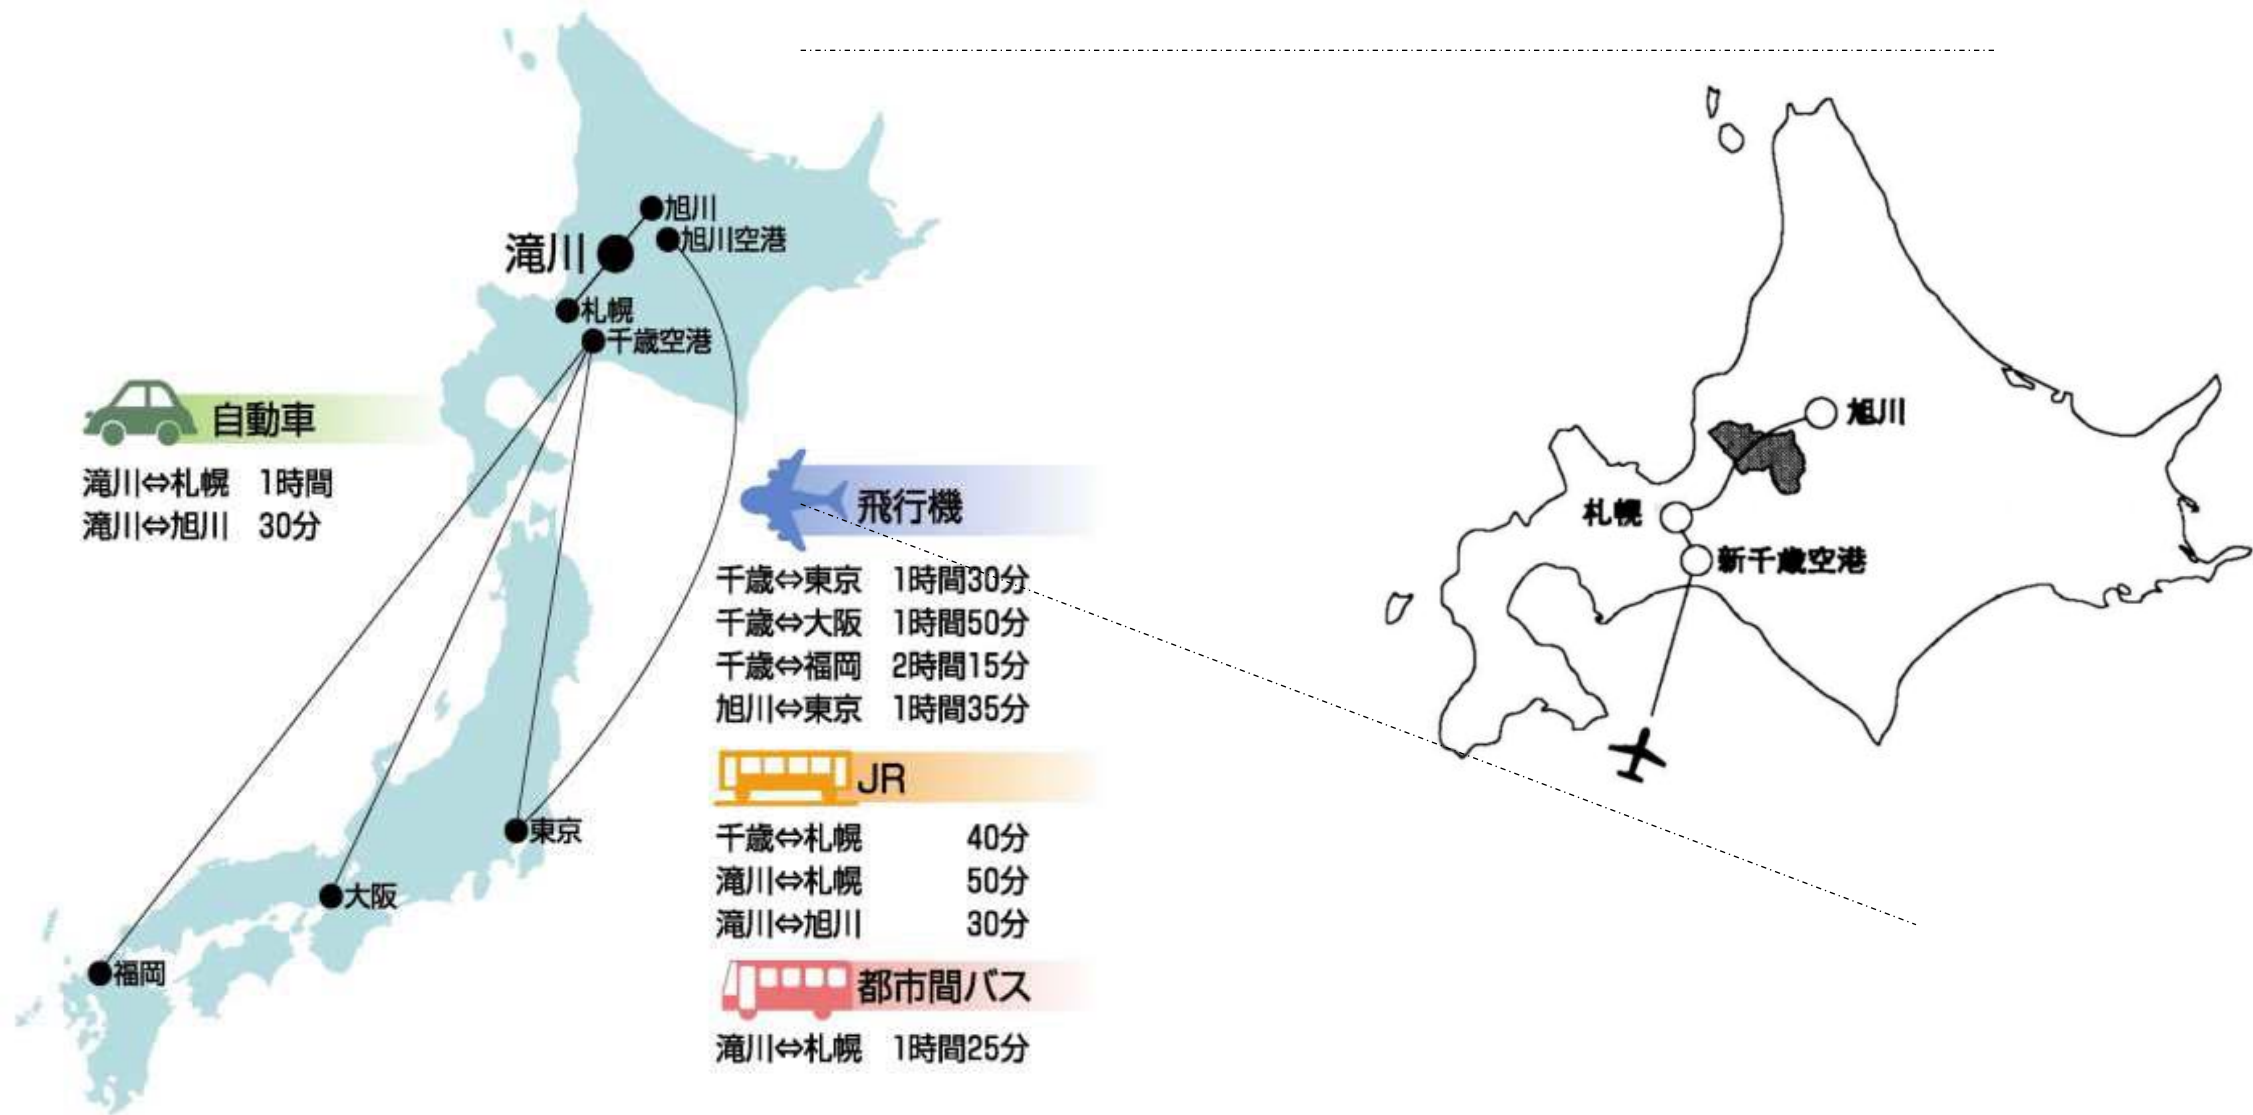 旭川
旭川空港
滝川
札幌
千歳空港
自動車
滝川⇔札幌 1時間
滝川⇔旭川 30分
飛行機
千歳⇔東京 1時間30分
千歳⇔大阪 1時間50分
千歳⇔福岡 2時間15分
旭川⇔東京 1時間35分
JR
千歳⇔札幌 40分
滝川⇔札幌 50分
滝川⇔旭川 30分
都市間バス
滝川⇔札幌 1時間25分
東京
大阪
福岡
旭川
札幌
新千歳空港